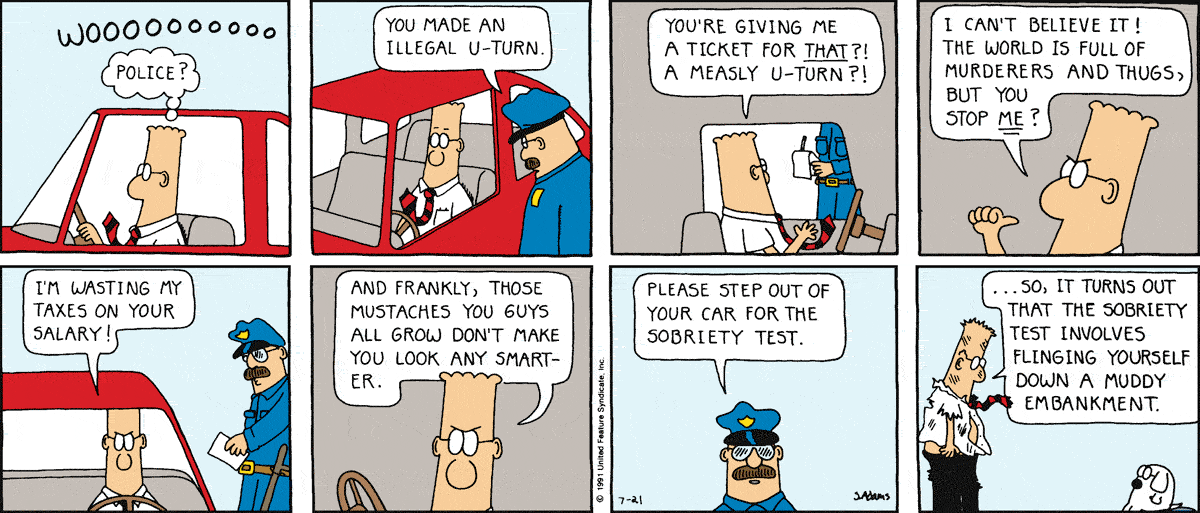 WOOOOOOOOOO
POLICE?
YOU MADE AN
ILLEGAL U-TURN.
YOU'RE GIVING ME
A TICKET FOR THAT?!
A MEASLY U-TURN?!
I CAN'T BELIEVE IT!
THE WORLD IS FULL OF
MURDERERS AND THUGS,
BUT YOU
STOP ME?
I'M WASTING MY
TAXES ON YOUR
SALARY!
AND FRANKLY, THOSE
MUSTACHES YOU GUYS
ALL GROW DON'T MAKE
YOU LOOK ANY SMART-
ER.
© 1991 United Feature Syndicate, Inc.
PLEASE STEP OUT OF
YOUR CAR FOR THE
SOBRIETY TEST.
7-21
S.Adams
...SO, IT TURNS OUT
THAT THE SOBRIETY
TEST INVOLVES
FLINGING YOURSELF
DOWN A MUDDY
EMBANKMENT.